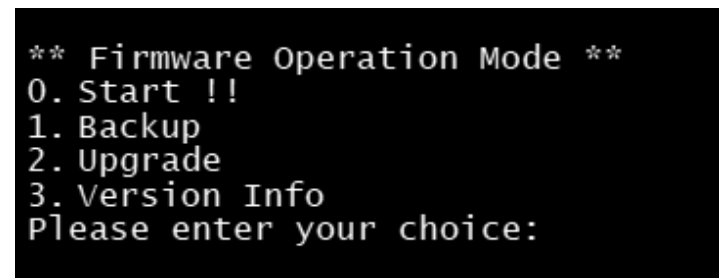 ** Firmware Operation Mode **
0. Start !!
1. Backup
2. Upgrade
3. Version Info
Please enter your choice: